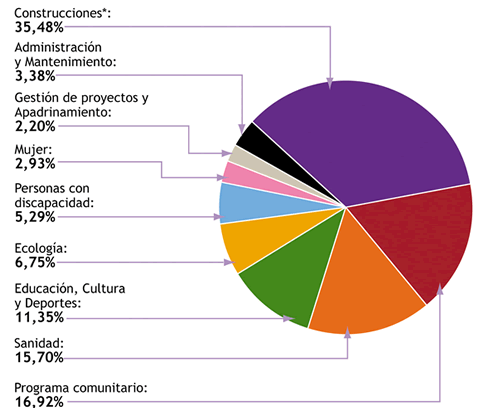 Construcciones*:
35,48%
Administración
y Mantenimiento:
3,38%
Gestión de proyectos y
Apadrinamiento:
2,20%
Mujer:
2,93%
Personas con
discapacidad:
5,29%
Ecología:
6,75%
Educación, Cultura
y Deportes:
11,35%
Sanidad:
15,70%
Programa comunitario:
16,92%